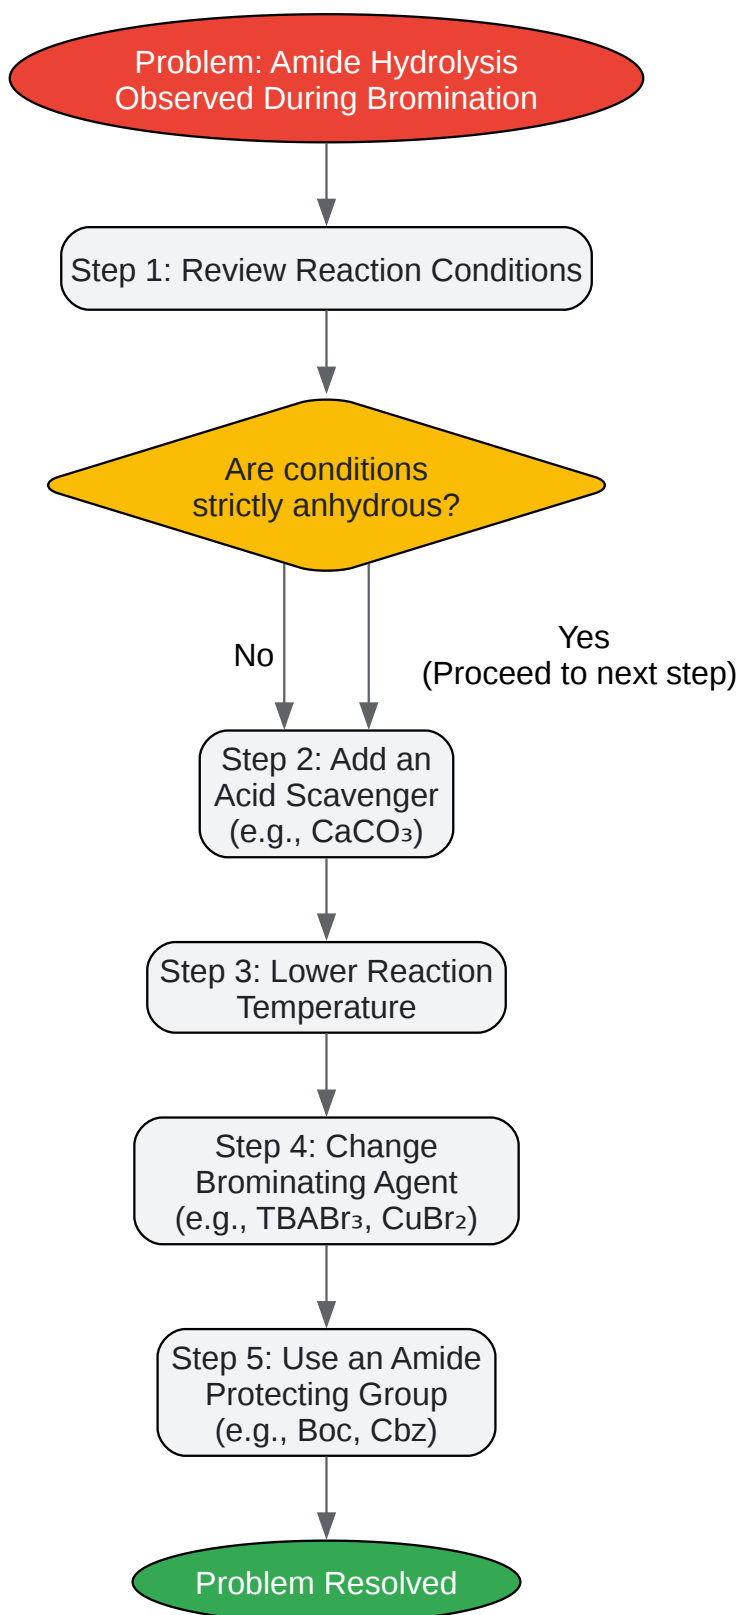 Problem: Amide Hydrolysis
Observed During Bromination
Step 1: Review Reaction Conditions
Are conditions
strictly anhydrous?
No
Yes
(Proceed to next step)
Step 2: Add an
Acid Scavenger
(e.g., CaCO₃)
Step 3: Lower Reaction
Temperature
Step 4: Change
Brominating Agent
(e.g., TBABr₃, CuBr₂)
Step 5: Use an Amide
Protecting Group
(e.g., Boc, Cbz)
Problem Resolved